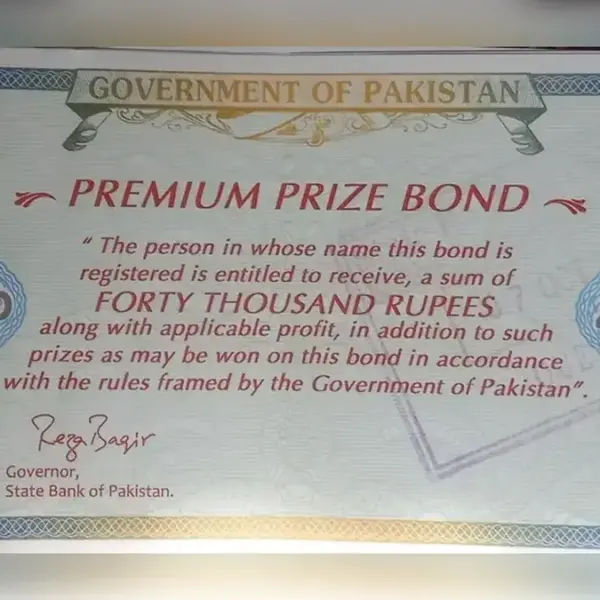 GOVERNMENT OF PAKISTAN
PREMIUM PRIZE BOND
“ The person in whose name this bond is
registered is entitled to receive, a sum of
FORTY THOUSAND RUPEES
along with applicable profit, in addition to such
prizes as may be won on this bond in accordance
with the rules framed by the Government of Pakistan”.
Reza Baqir
Governor,
State Bank of Pakistan.